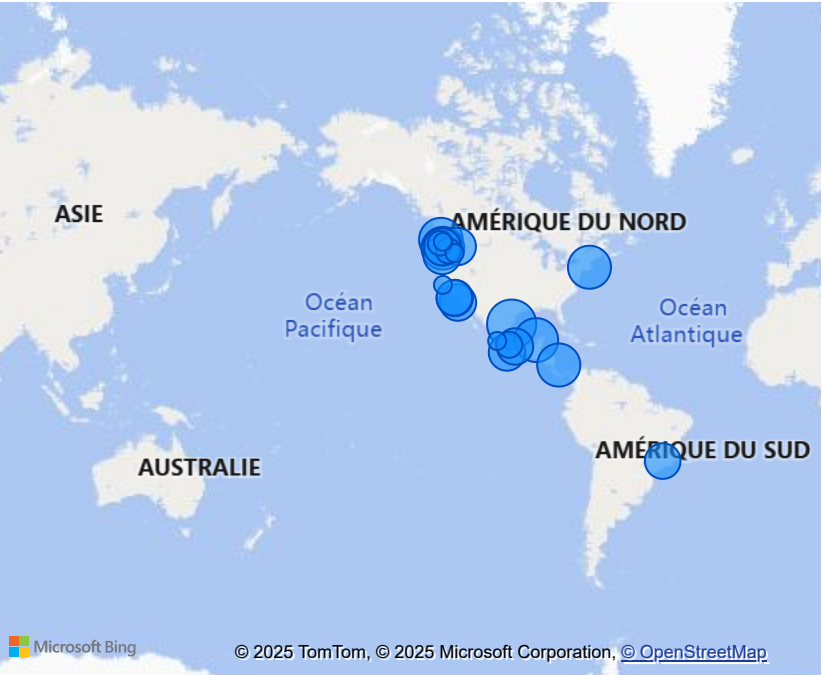 ASIE
AMÉRIQUE DU NORD
Océan
Pacifique
Océan
Atlantique
AUSTRALIE
AMÉRIQUE DU SUD
Microsoft Bing
© 2025 TomTom, © 2025 Microsoft Corporation, © OpenStreetMap